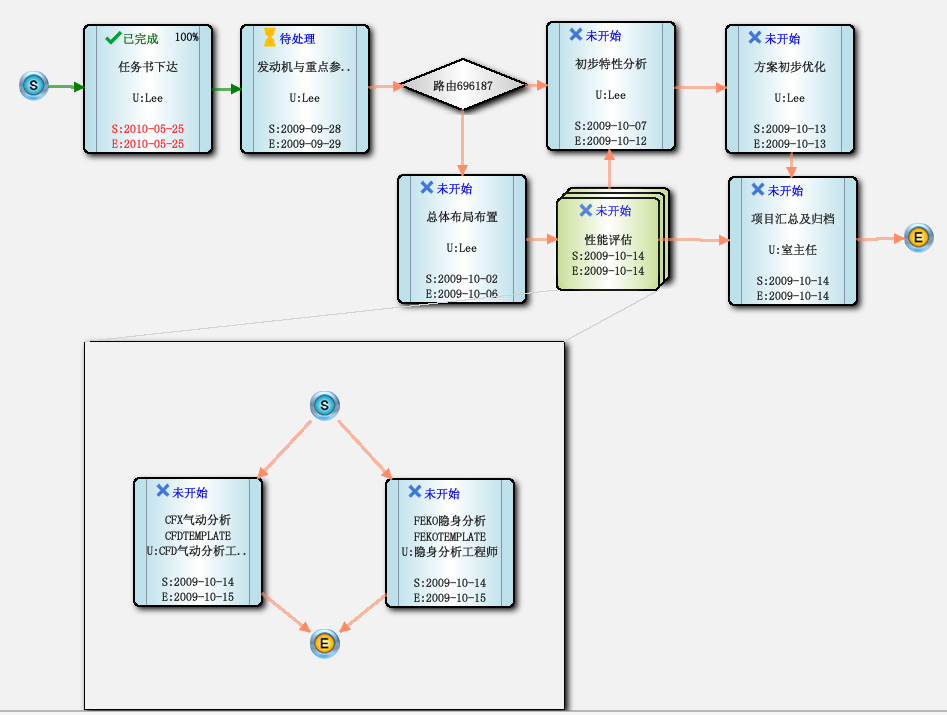 S
已完成 100%
任务书下达
U:Lee
S:2010-05-25
E:2010-05-25
待处理
发动机与重点参..
U:Lee
S:2009-09-28
E:2009-09-29
路由696187
未开始
初步特性分析
U:Lee
S:2009-10-07
E:2009-10-12
未开始
方案初步优化
U:Lee
S:2009-10-13
E:2009-10-13
未开始
总体布局布置
U:Lee
S:2009-10-02
E:2009-10-06
未开始
性能评估
S:2009-10-14
E:2009-10-14
未开始
项目汇总及归档
U:室主任
S:2009-10-14
E:2009-10-14
E
S
未开始
CFX气动分析
CFDTEMPLATE
U:CFD气动分析工..
S:2009-10-14
E:2009-10-15
未开始
FEKO隐身分析
FEKOTEMPLATE
U:隐身分析工程师
S:2009-10-14
E:2009-10-15
E